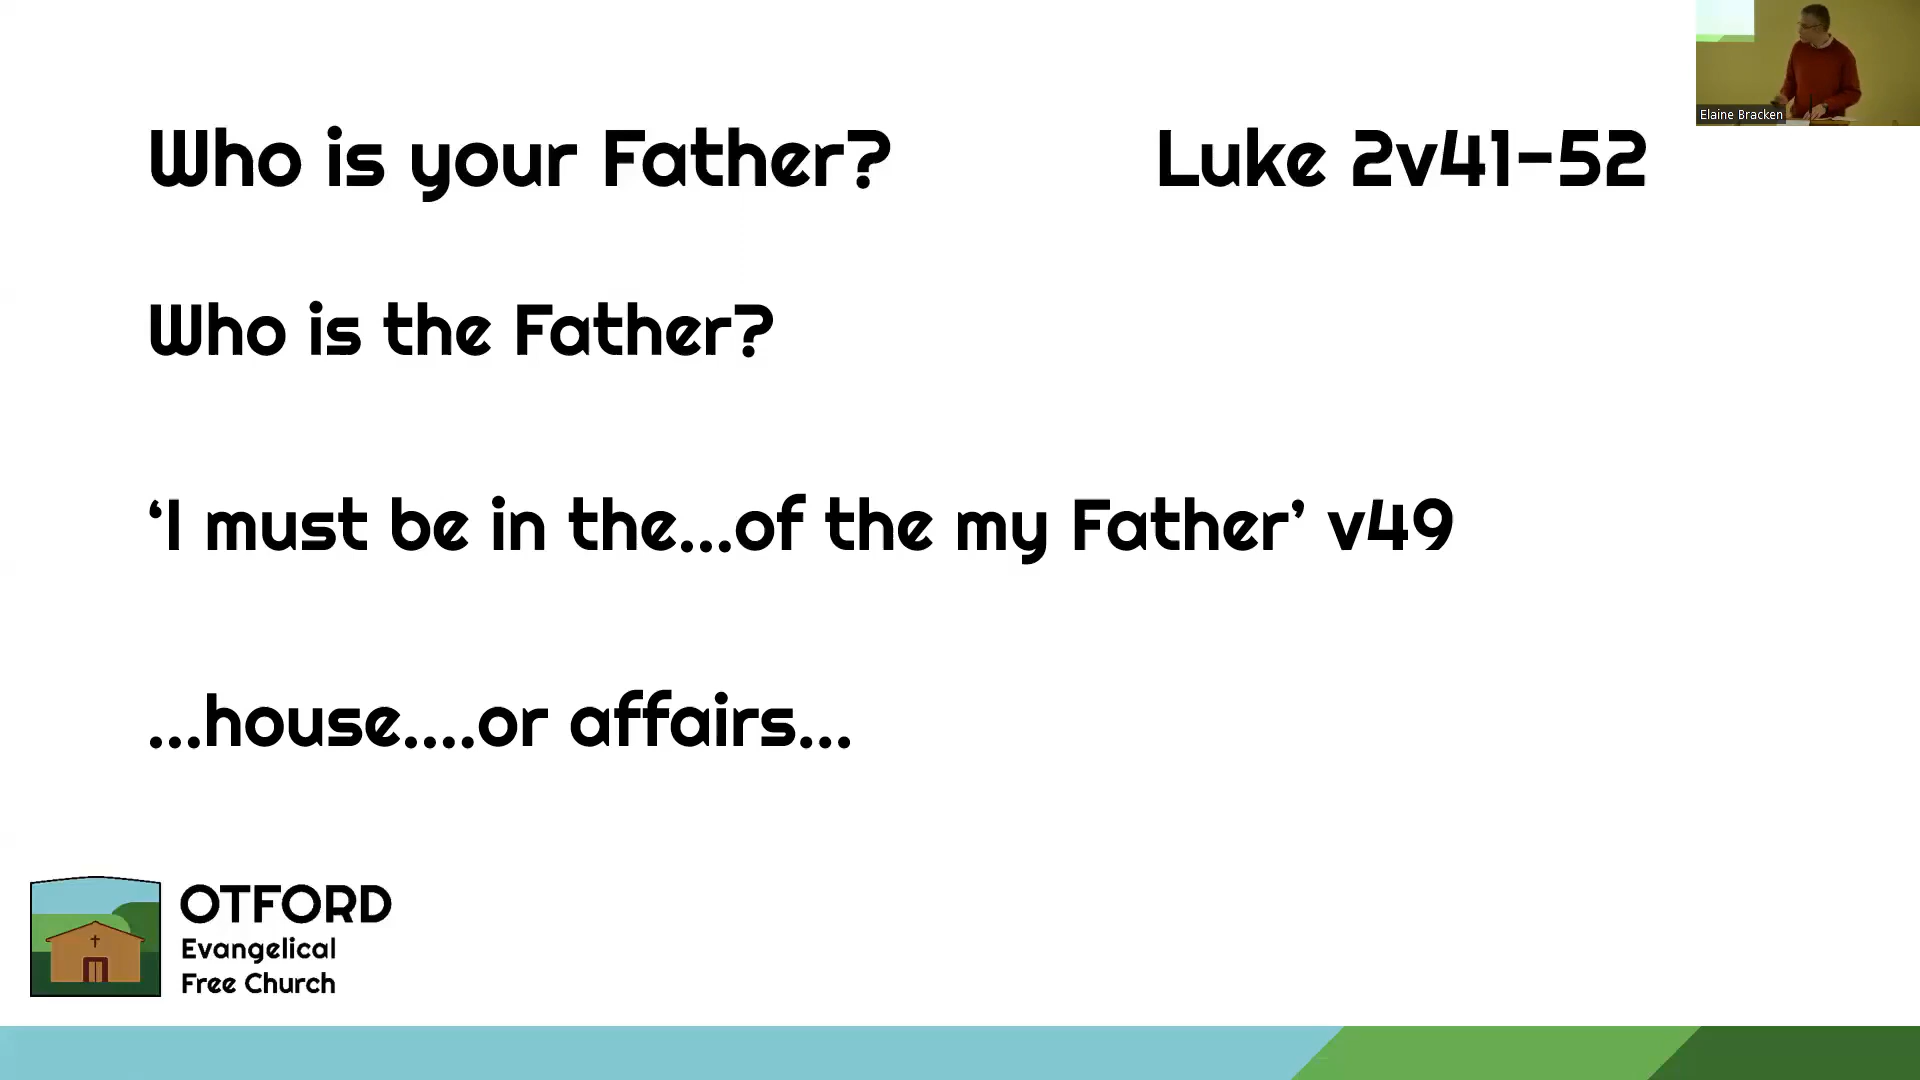 Who is your Father? Luke 2v41-52
Elaine Bracken
Who is the Father?
‘I must be in the...of the my Father’ v49
...house....or affairs...
OTFORD
Evangelical
Free Church